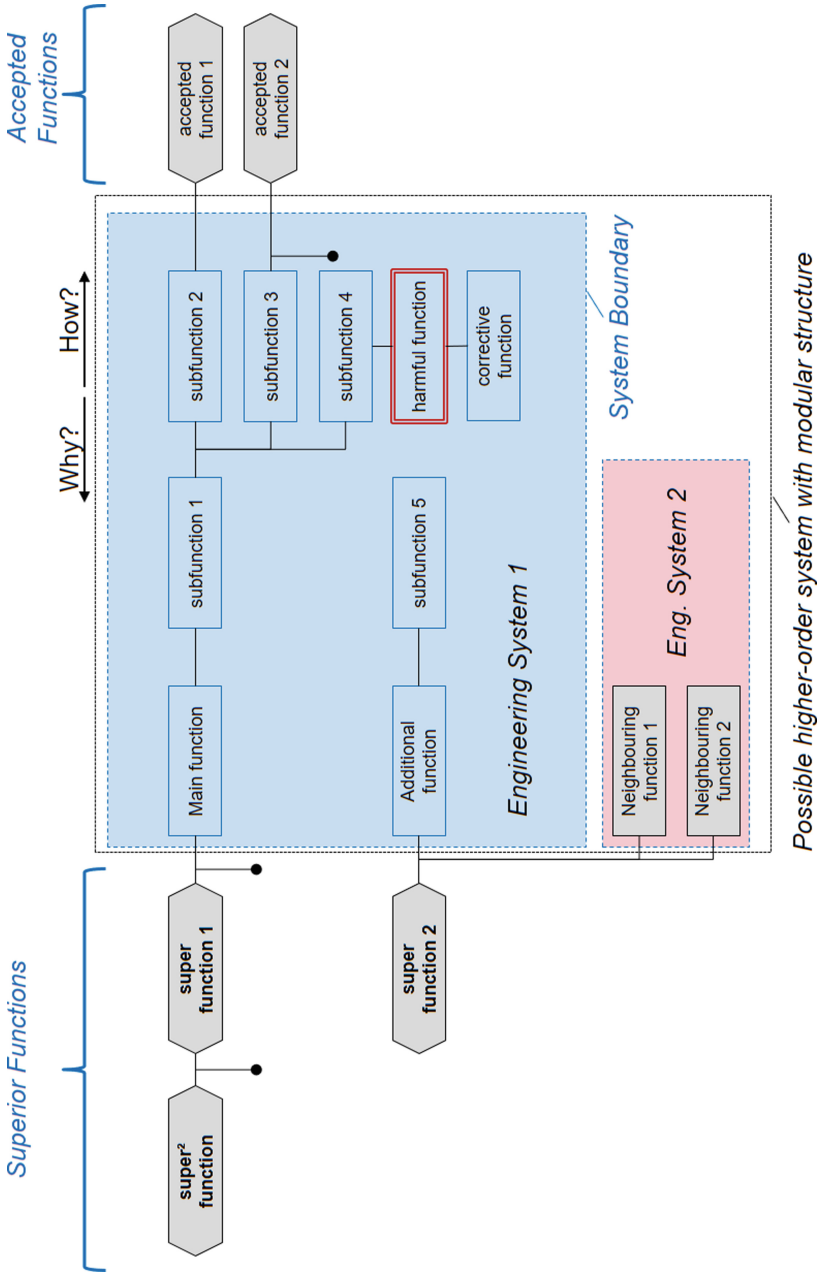 Superior Functions
Accepted
Functions
Why?
How?
super²
function
super
function 1
Main function
subfunction 1
subfunction 2
accepted
function 1
subfunction 3
accepted
function 2
subfunction 4
super
function 2
Additional
function
subfunction 5
harmful function
corrective
function
Engineering System 1
System Boundary
Neighbouring
function 1
Neighbouring
function 2
Eng. System 2
Possible higher-order system with modular structure